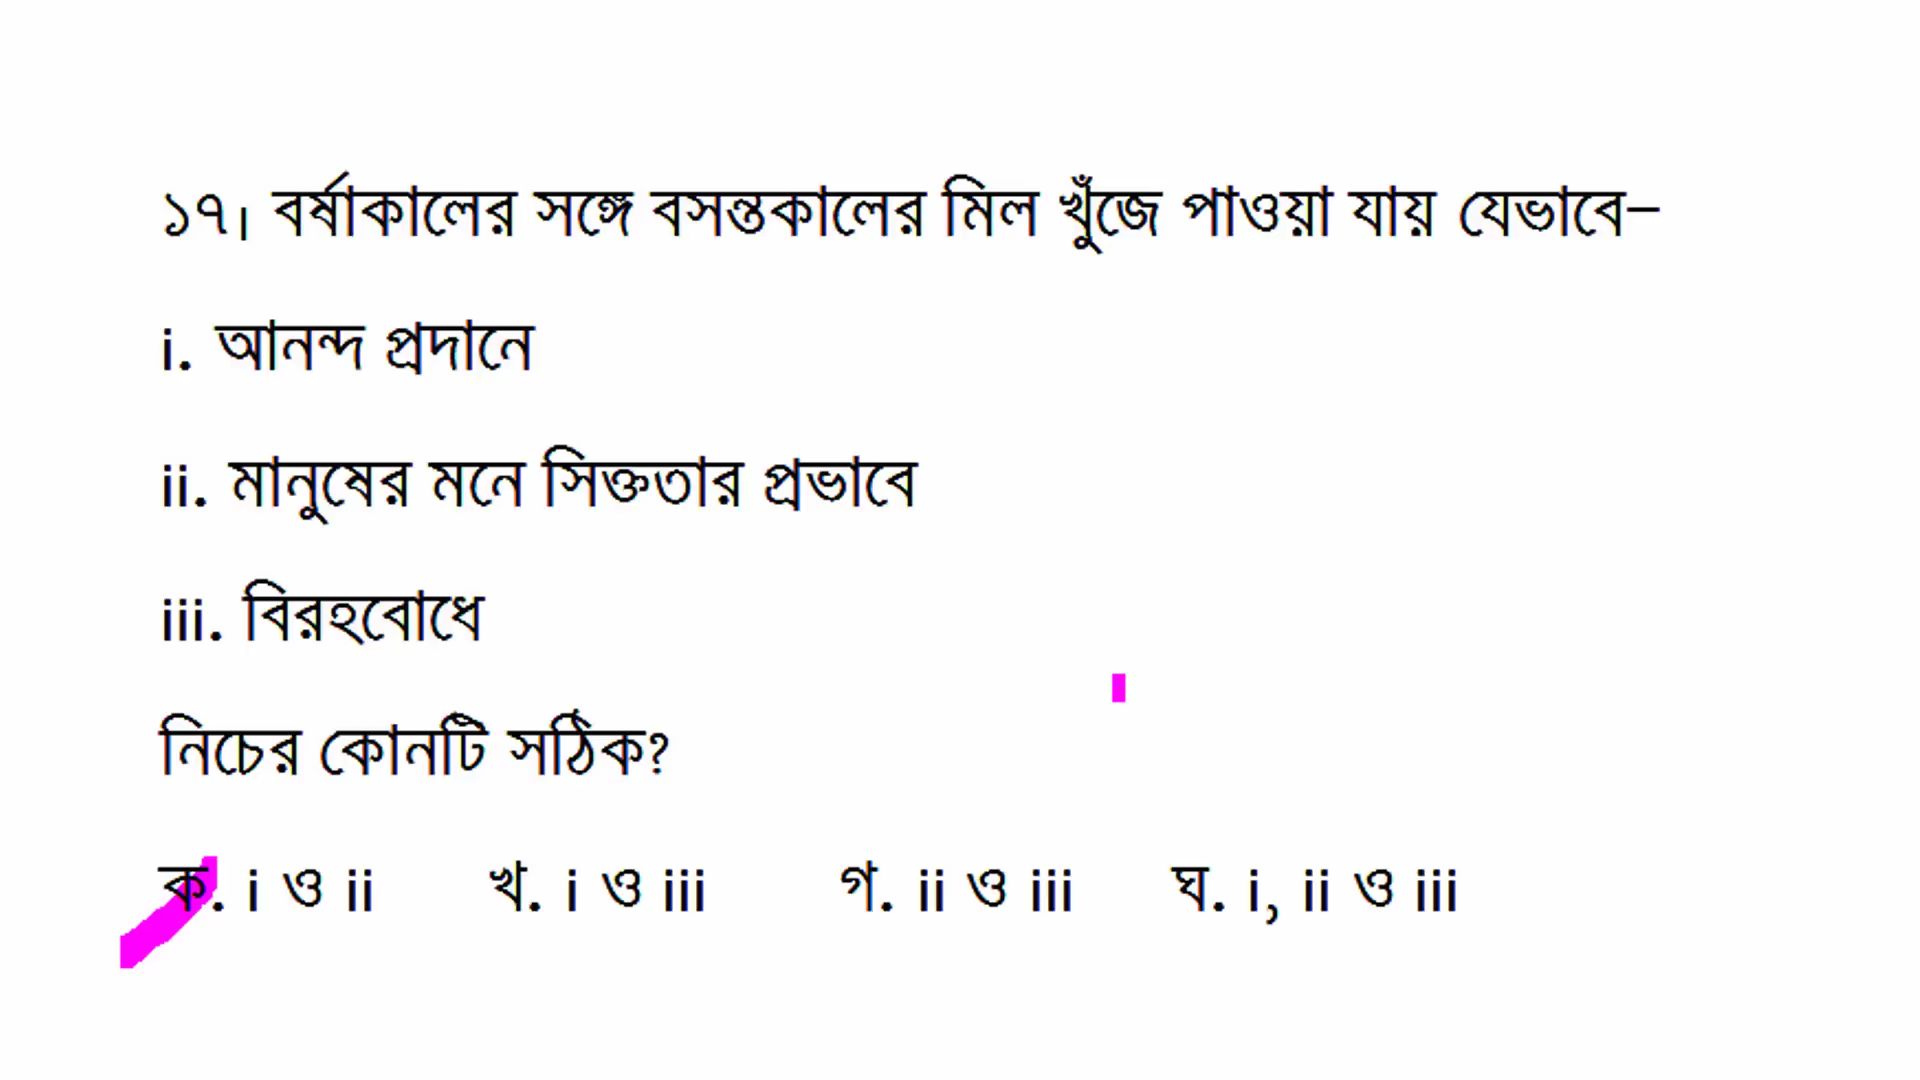 ১৭। বর্ষাকালের সঙ্গে বসন্তকালের মিল খুঁজে পাওয়া যায় যেভাবে–
i. আনন্দ প্রদানে
ii. মানুষের মনে সিক্ততার প্রভাবে
iii. বিরহবোধে
নিচের কোনটি সঠিক?
ক. i ও ii খ. i ও iii গ. ii ও iii ঘ. i, ii ও iii